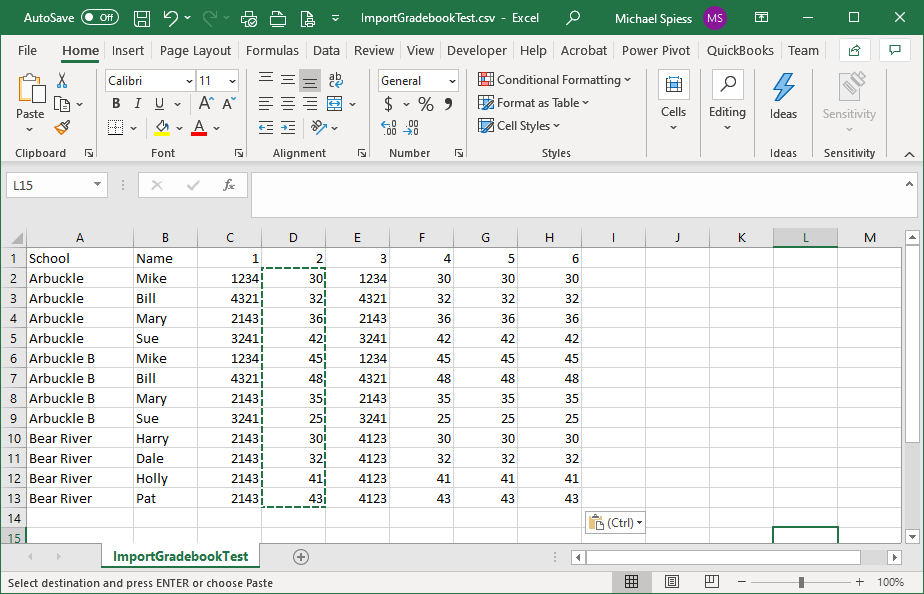 AutoSave Off ImportGradebookTest.csv - Excel Michael Spiess MS
File Home Insert Page Layout Formulas Data Review View Developer Help Acrobat Power Pivot QuickBooks Team
Paste Calibri 11 ab General Conditional Formatting Cells Editing Ideas Sensitivity
B I U A A $ % Format as Table
A Cell Styles
Clipboard Font Alignment Number Styles Ideas Sensitivity
L15 fx
A B C D E F G H I J K L M
1 School Name 1 2 3 4 5 6
2 Arbuckle Mike 1234 30 1234 30 30 30
3 Arbuckle Bill 4321 32 4321 32 32 32
4 Arbuckle Mary 2143 36 2143 36 36 36
5 Arbuckle Sue 3241 42 3241 42 42 42
6 Arbuckle B Mike 1234 45 1234 45 45 45
7 Arbuckle B Bill 4321 48 4321 48 48 48
8 Arbuckle B Mary 2143 35 2143 35 35 35
9 Arbuckle B Sue 3241 25 3241 25 25 25
10 Bear River Harry 2143 30 4123 30 30 30
11 Bear River Dale 2143 32 4123 32 32 32
12 Bear River Holly 2143 41 4123 41 41 41
13 Bear River Pat 2143 43 4123 43 43 43
14 (Ctrl)
15
ImportGradebookTest
Select destination and press ENTER or choose Paste 100%